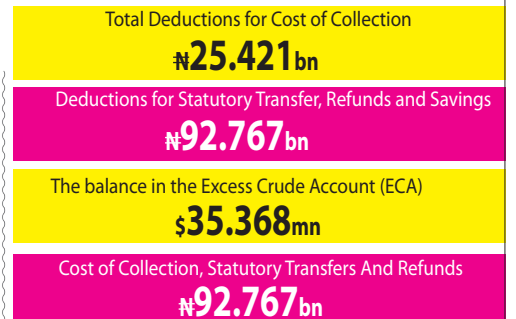 Total Deductions for Cost of Collection
₦25.421bn
Deductions for Statutory Transfer, Refunds and Savings
₦92.767bn
The balance in the Excess Crude Account (ECA)
$35.368mn
Cost of Collection, Statutory Transfers And Refunds
₦92.767bn